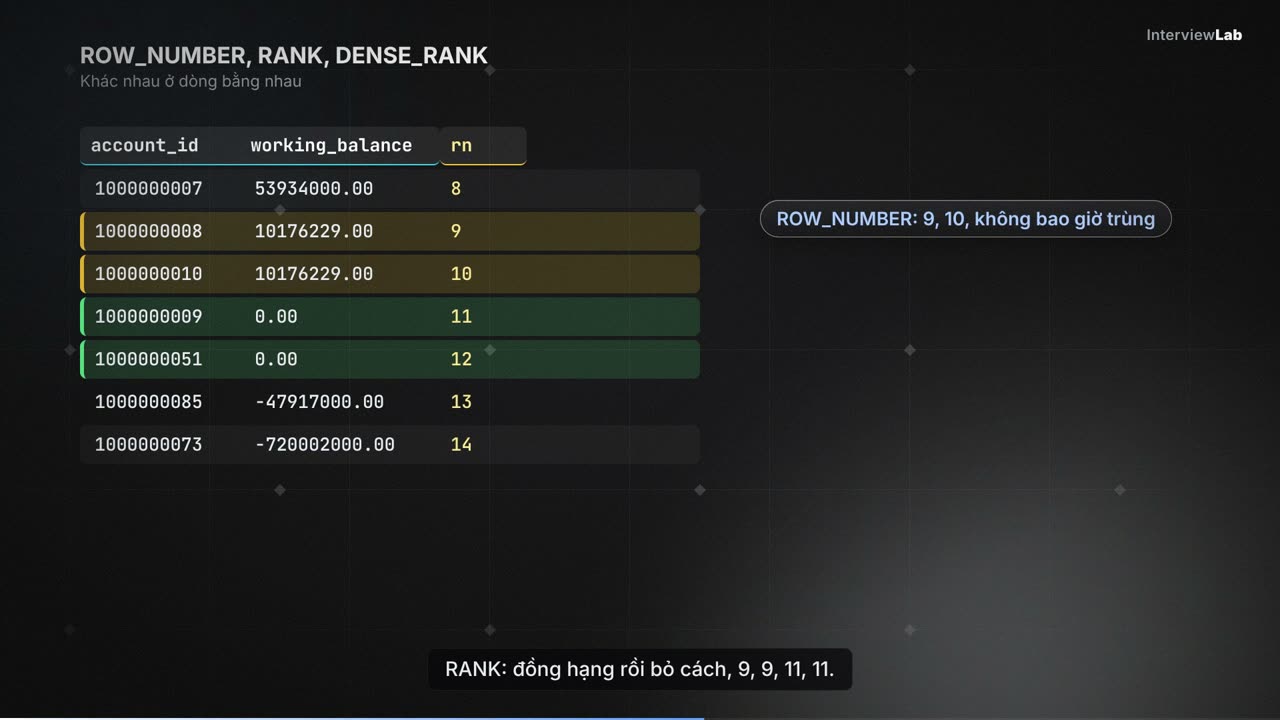 ROW_NUMBER, RANK, DENSE_RANK
InterviewLab
Khác nhau ở dòng bằng nhau
account_id working_balance rn
1000000007 53934000.00 8
1000000008 10176229.00 9
ROW_NUMBER: 9, 10, không bao giờ trùng
1000000010 10176229.00 10
1000000009 0.00 11
1000000051 0.00 12
1000000085 -47917000.00 13
1000000073 -720002000.00 14
RANK: đồng hạng rồi bỏ cách, 9, 9, 11, 11.